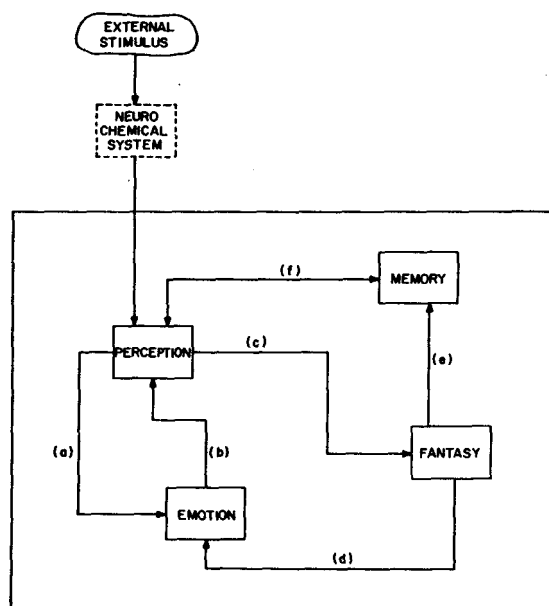 EXTERNAL
STIMULUS
NEURO
CHEMICAL
SYSTEM
(f)
MEMORY
PERCEPTION
(c)
(e)
(a)
(b)
FANTASY
EMOTION
(d)